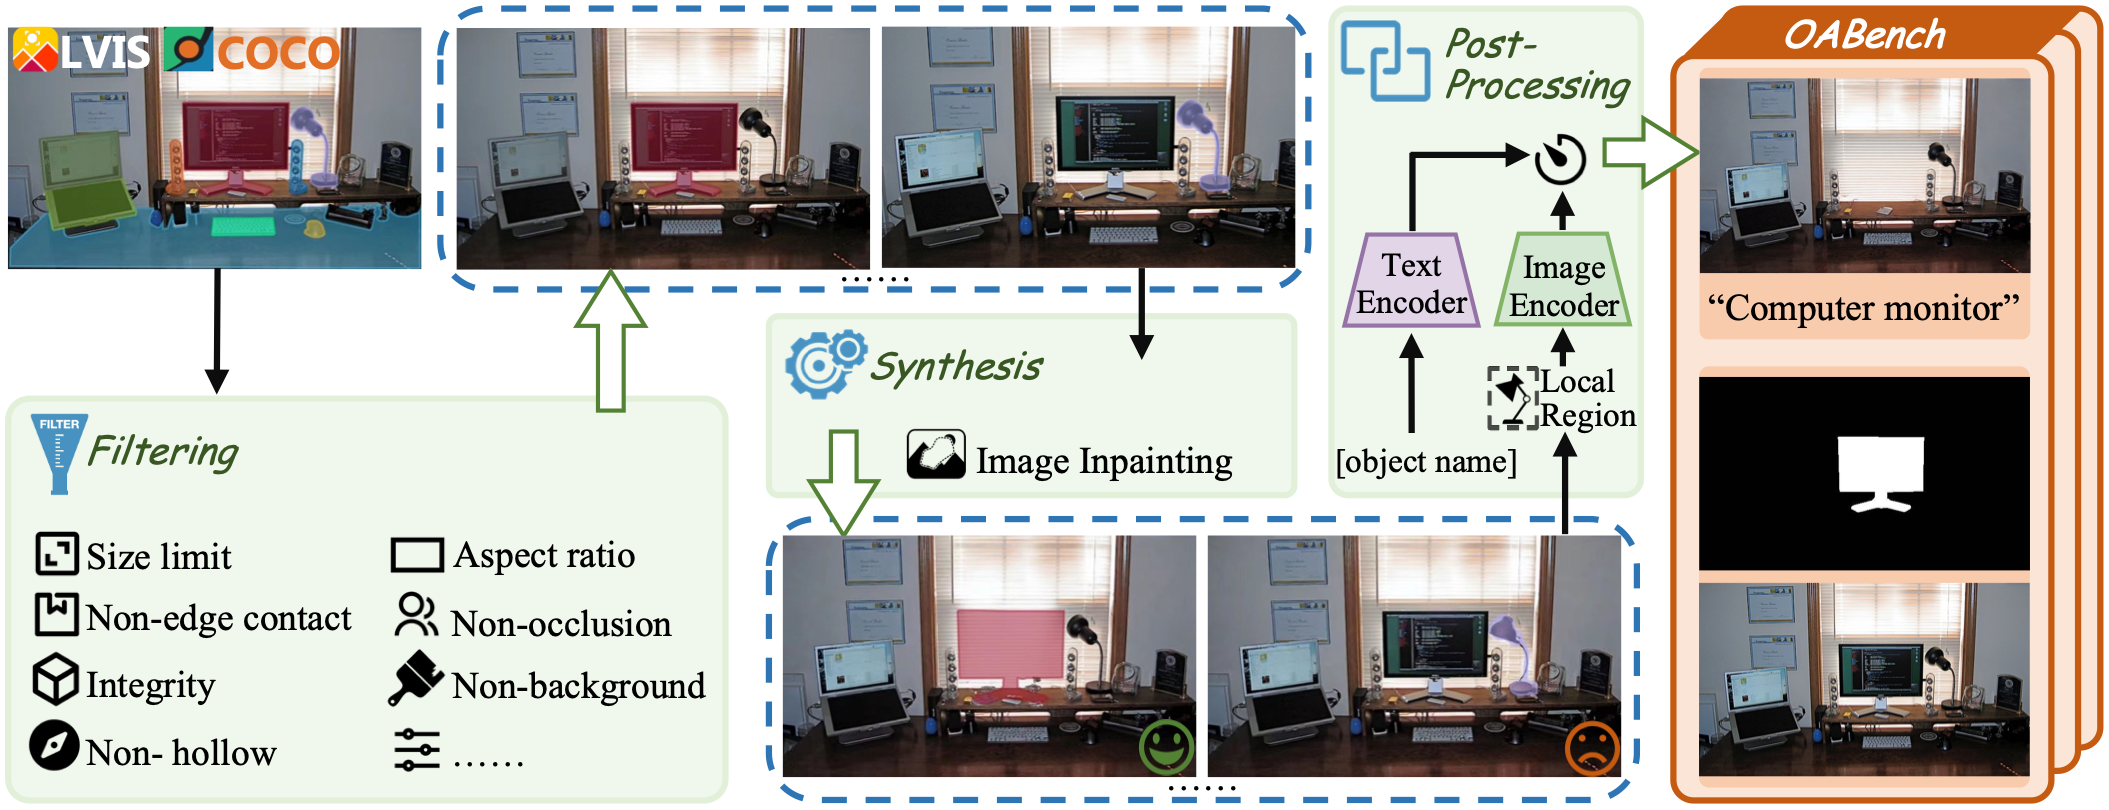 LVIS
COCO
FILTER
Filtering
Size limit
Aspect ratio
Non-edge contact
Non-occlusion
Integrity
Non-background
Non- hollow
......
......
Synthesis
Image Inpainting
......
Post-
Processing
Text
Encoder
Image
Encoder
Local
Region
[object name]
OABench
“Computer monitor”